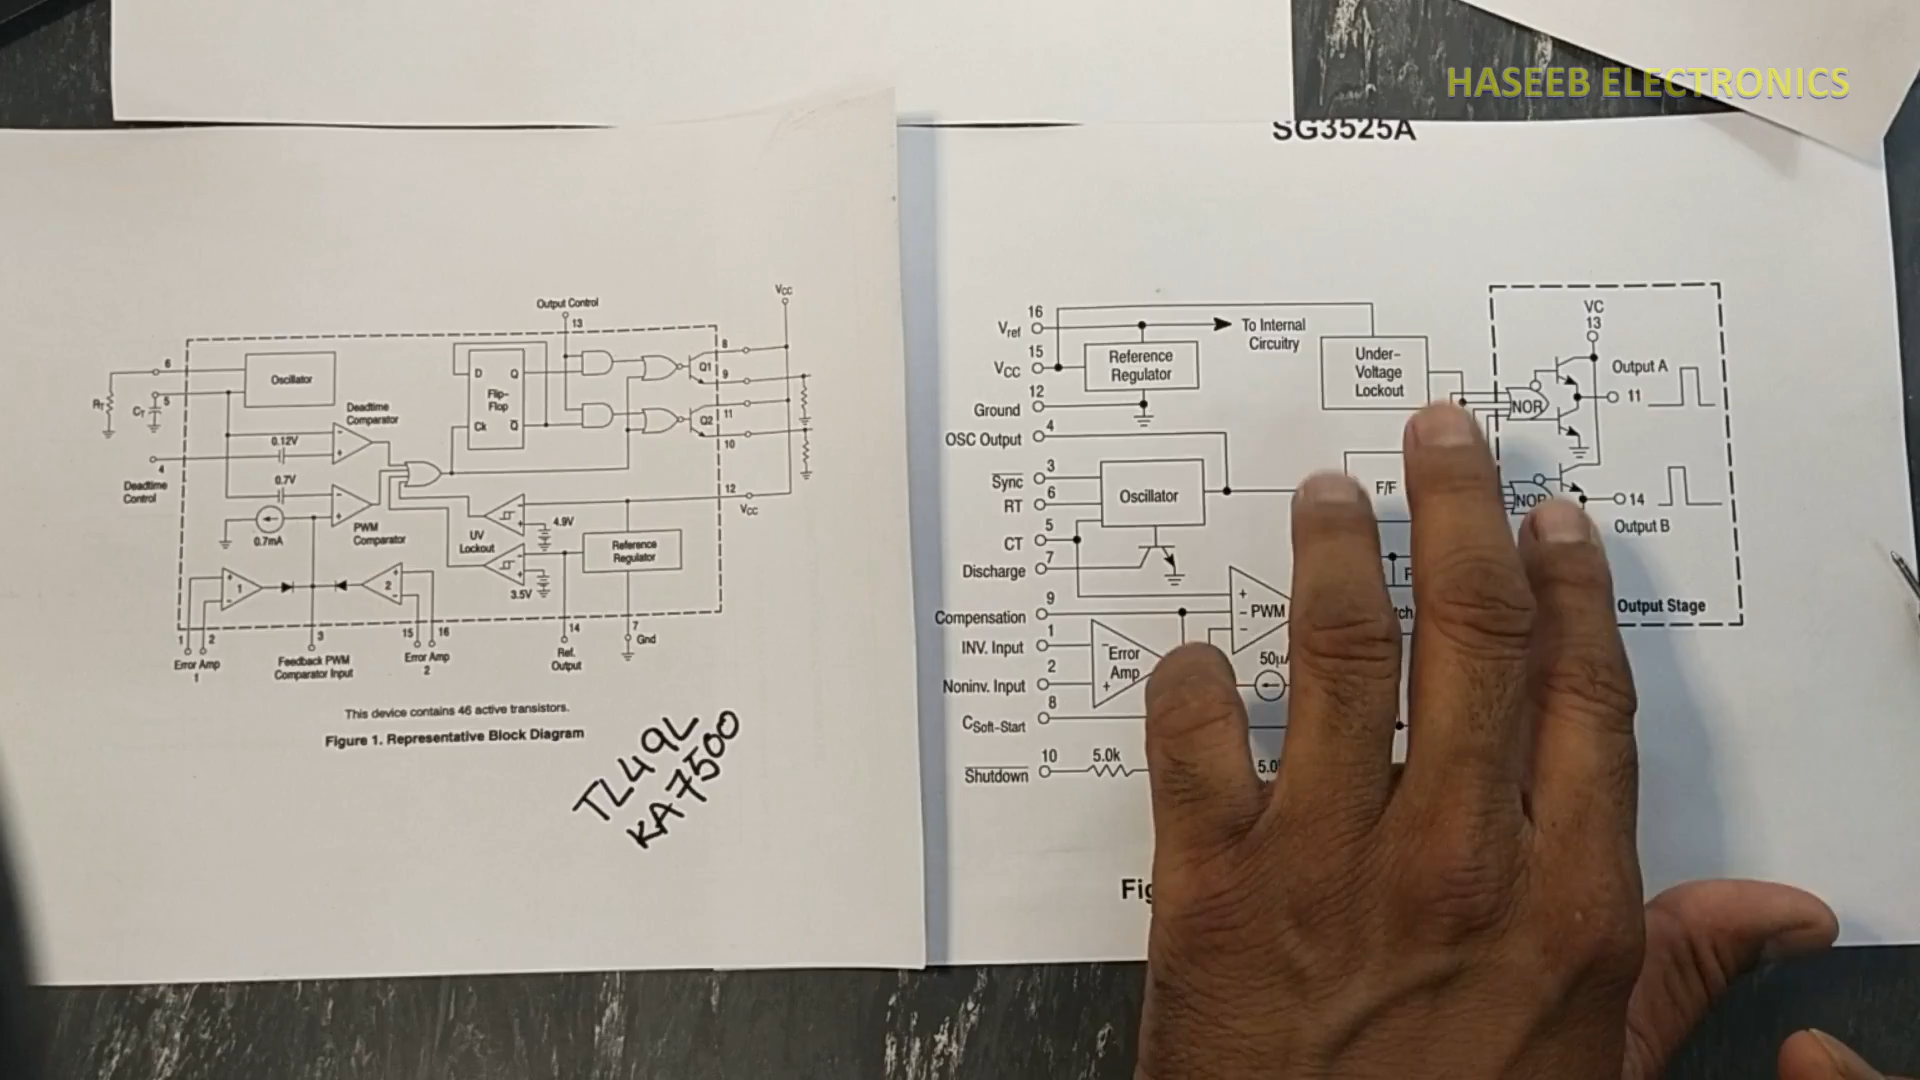 HASEEB ELECTRONICS
Output Control
13
VCC
6
5
RT
CT
Oscillator
Deadtime
Comparator
0.12V
4
Deadtime
Control
0.7V
0.7mA
PWM
Comparator
D
Q
Flip-
Flop
Ck
Q
8
Q1
9
11
Q2
10
12
VCC
UV
Lockout
4.9V
3.5V
Reference
Regulator
1
2
1
2
3
15
16
14
7
Gnd
Error Amp
1
Feedback PWM
Comparator Input
Error Amp
2
Ref.
Output
This device contains 46 active transistors.
Figure 1. Representative Block Diagram
TL494
KA7500
SG3525A
16
Vref
To Internal
Circuitry
15
VCC
Reference
Regulator
12
Ground
4
OSC Output
3
Sync
6
RT
5
CT
7
Discharge
Oscillator
9
Compensation
1
INV. Input
2
Noninv. Input
8
CSoft-Start
10
Shutdown
5.0k
Error
Amp
+
PWM
50µ
5.0
Under-
Voltage
Lockout
F/F
VC
13
NOR
Output A
11
NOR
14
Output B
Output Stage